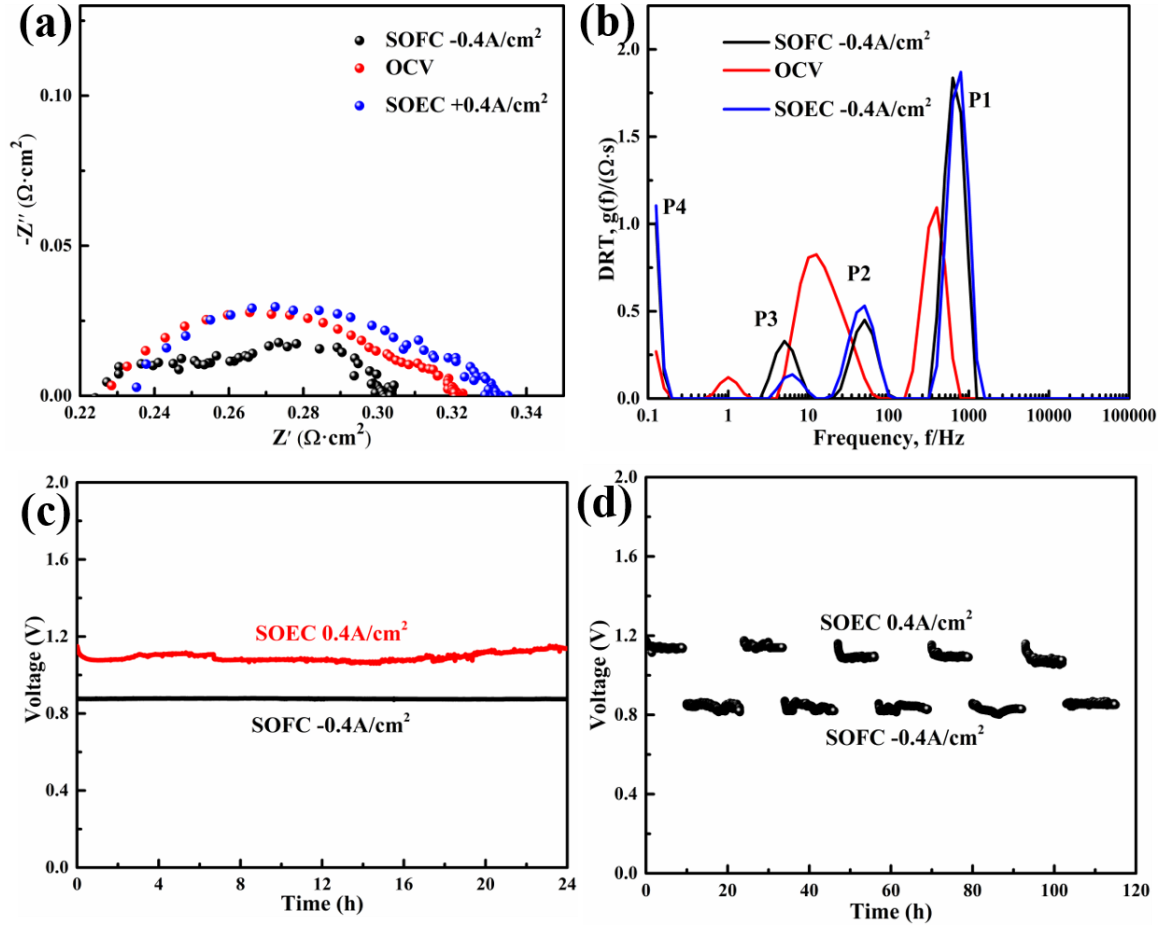 (a)
SOFC -0.4A/cm²
OCV
SOEC +0.4A/cm²
0.10
0.05
0.00
-Z″ (Ω·cm²)
0.22 0.24 0.26 0.28 0.30 0.32 0.34
Z′ (Ω·cm²)
(b)
SOFC -0.4A/cm²
OCV
SOEC -0.4A/cm²
P1
P2
P3
P4
2.0
1.5
1.0
0.5
0.0
DRT, g(f)/(Ω·s)
0.1 1 10 100 1000 10000 100000
Frequency, f/Hz
(c)
2.0
1.6
1.2
0.8
0.4
0.0
Voltage (V)
SOEC 0.4A/cm²
SOFC -0.4A/cm²
0 4 8 12 16 20 24
Time (h)
(d)
2.0
1.6
1.2
0.8
0.4
0.0
Voltage (V)
SOEC 0.4A/cm²
SOFC -0.4A/cm²
0 20 40 60 80 100 120
Time (h)